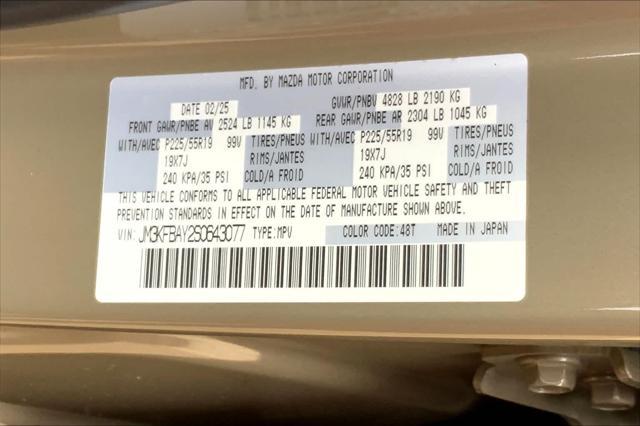 MFD. BY MAZDA MOTOR CORPORATION
DATE 02/25 GVWR/PNBV 4828 LB 2190 KG
FRONT GAWR/PNBE AV 2524 LB 1145 KG REAR GAWR/PNBE AR 2304 LB 1045 KG
WITH/AVEC P225/55R19 99V TIRES/PNEUS WITH/AVEC P225/55R19 99V TIRES/PNEUS
19X7J RIMS/JANTES 19X7J RIMS/JANTES
240 KPA/35 PSI COLD/A FROID 240 KPA/35 PSI COLD/A FROID
THIS VEHICLE CONFORMS TO ALL APPLICABLE FEDERAL MOTOR VEHICLE SAFETY AND THEFT
PREVENTION STANDARDS IN EFFECT ON THE DATE OF MANUFACTURE SHOWN ABOVE.
VIN: JM3KFBAY2S0643077 TYPE:MPV COLOR CODE:48T MADE IN JAPAN